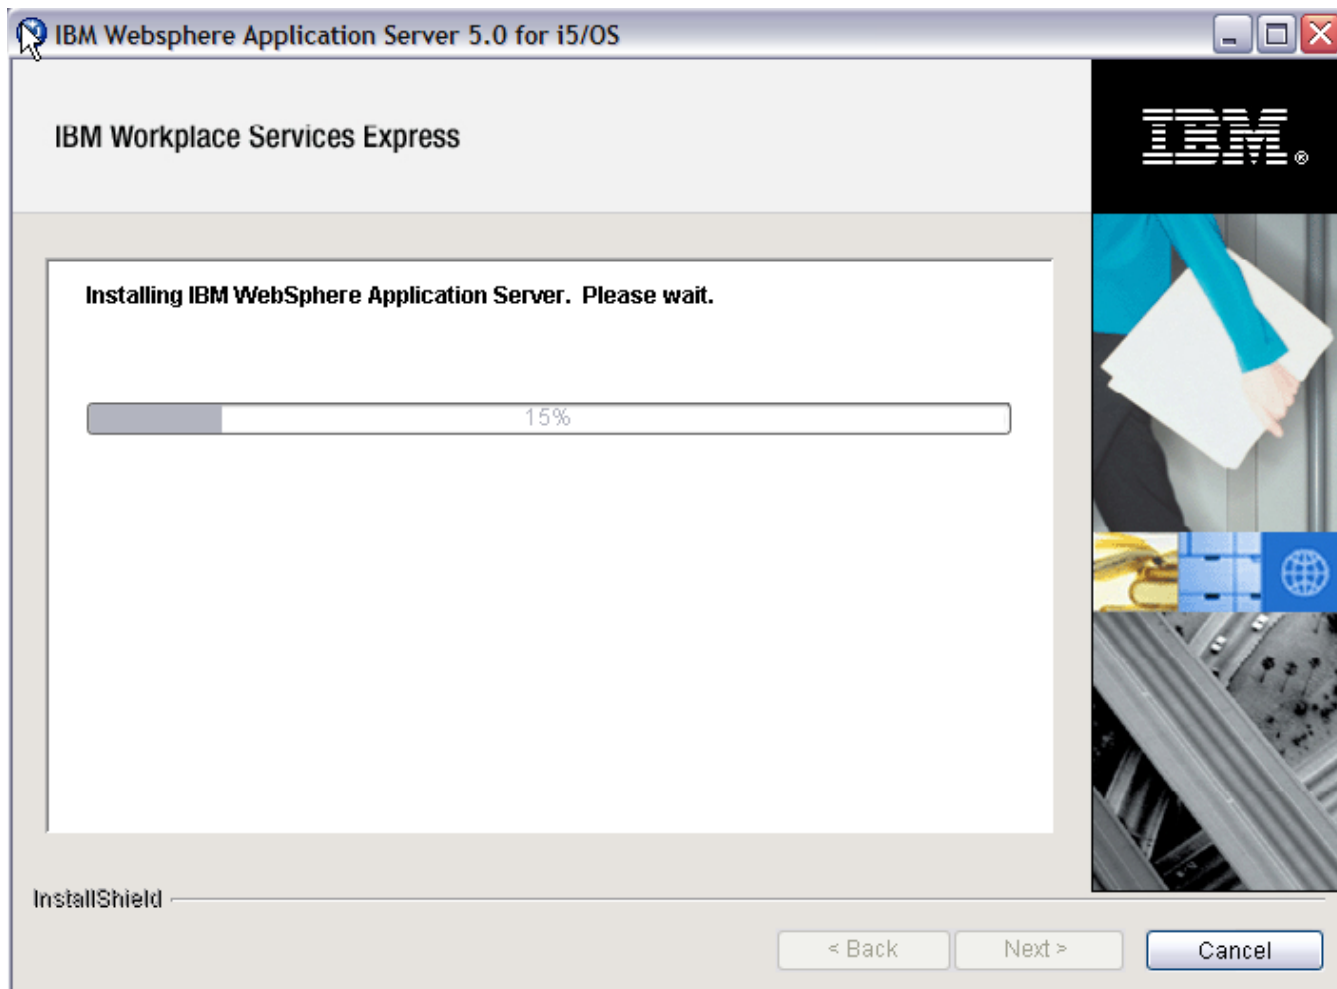 IBM Websphere Application Server 5.0 for i5/OS
IBM Workplace Services Express
IBM®
Installing IBM WebSphere Application Server. Please wait.
15%
InstallShield
< Back
Next >
Cancel